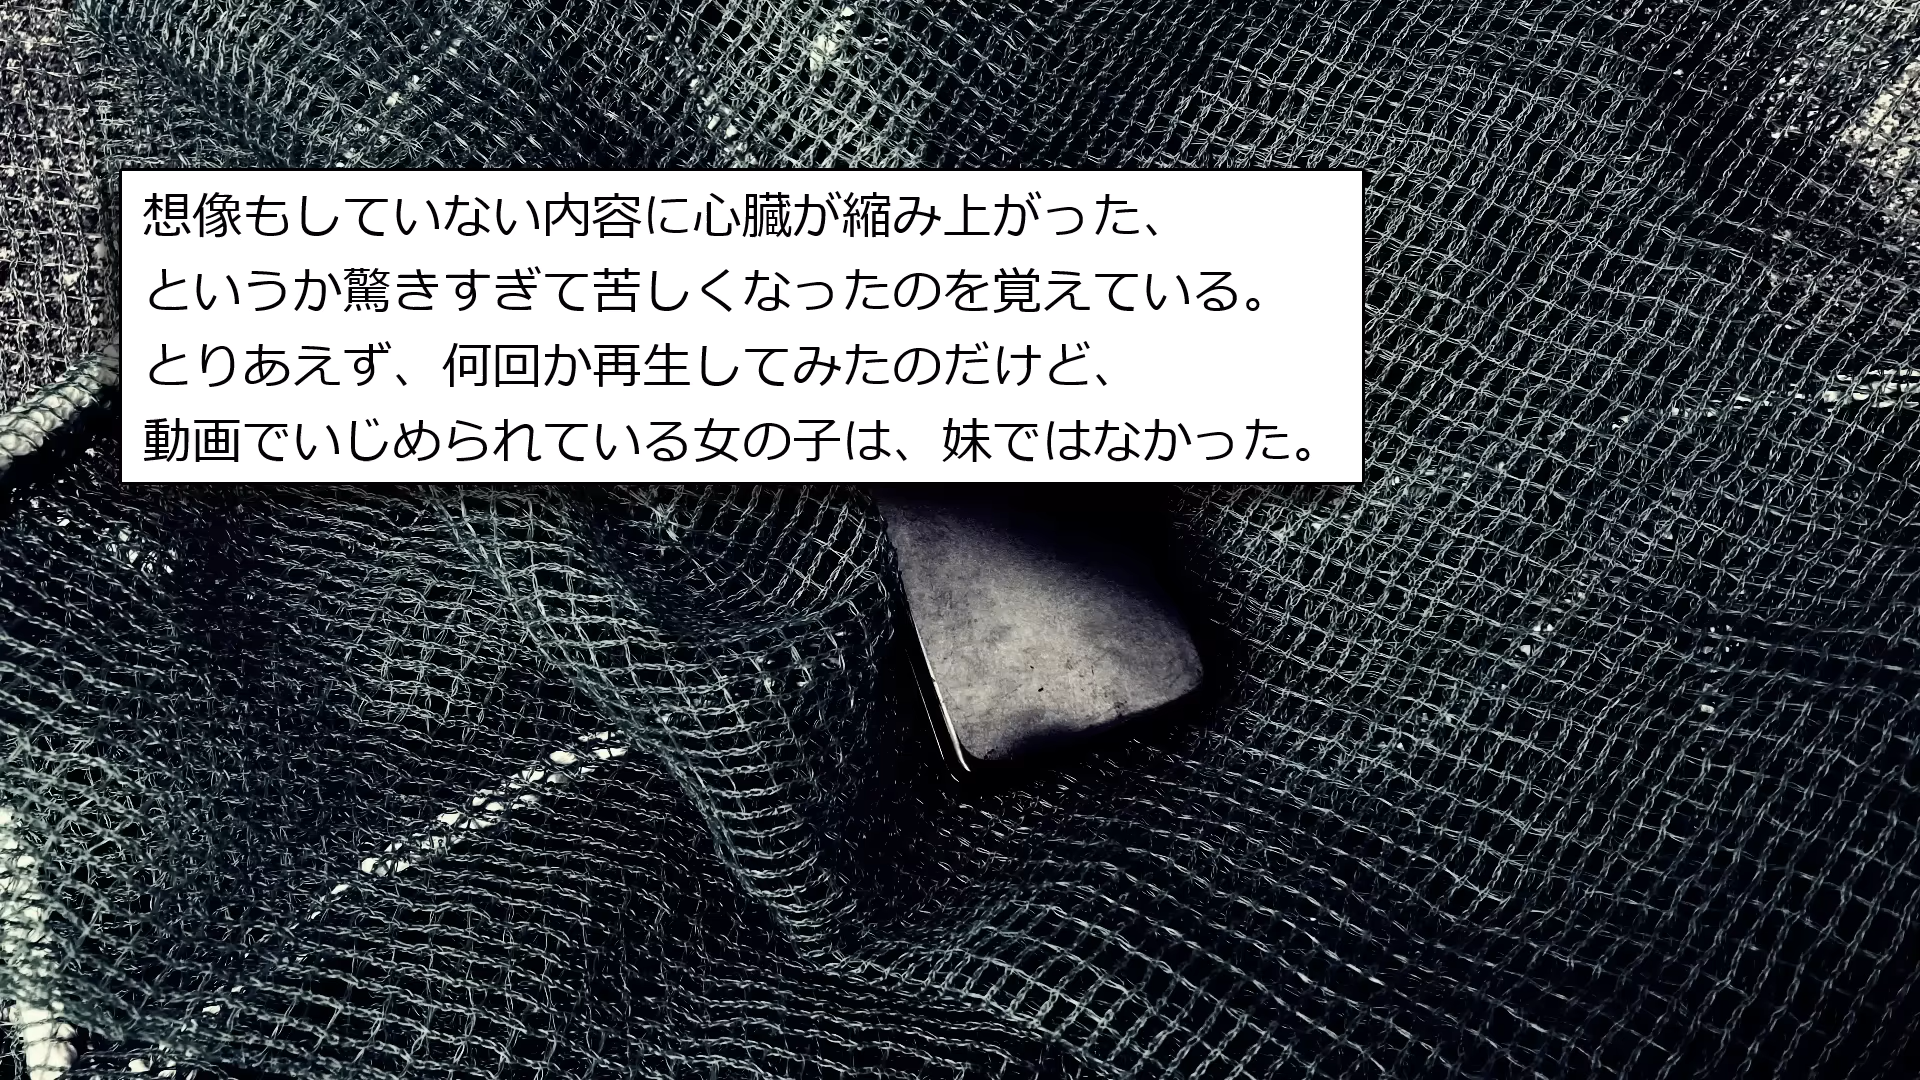 想像もしていない内容に心臓が縮み上がった、
というか驚きすぎて苦しくなったのを覚えている。
とりあえず、何回か再生してみたのだけど、
動画でいじめられている女の子は、妹ではなかった。